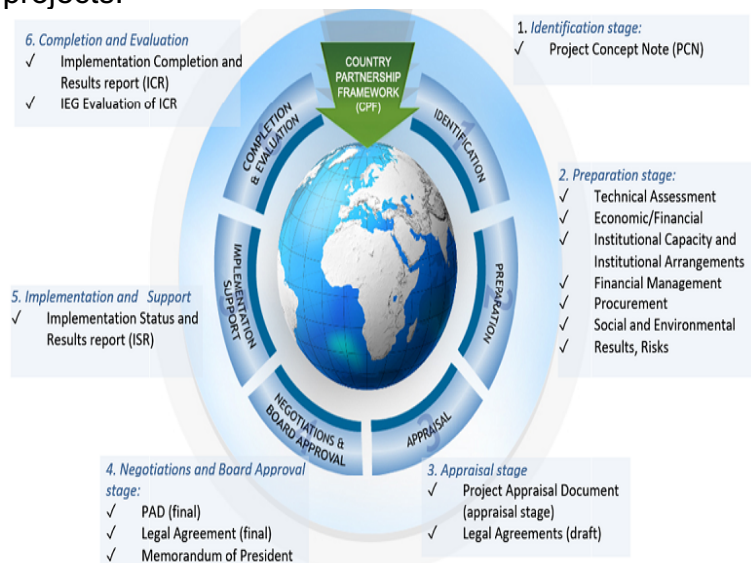 projects.
6. Completion and Evaluation
✓ Implementation Completion and
Results report (ICR)
✓ IEG Evaluation of ICR
COUNTRY
PARTNERSHIP
FRAMEWORK
(CPF)
1. Identification stage:
✓ Project Concept Note (PCN)
COMPLETION
& EVALUATION
1
IDENTIFICATION
2. Preparation stage:
✓ Technical Assessment
✓ Economic/Financial
✓ Institutional Capacity and
Institutional Arrangements
✓ Financial Management
✓ Procurement
✓ Social and Environmental
✓ Results, Risks
5. Implementation and Support
✓ Implementation Status and
Results report (ISR)
IMPLEMENTATION
SUPPORT
2
PREPARATION
NEGOTIATIONS &
BOARD APPROVAL
3
APPRAISAL
4. Negotiations and Board Approval
stage:
✓ PAD (final)
✓ Legal Agreement (final)
✓ Memorandum of President
3. Appraisal stage
✓ Project Appraisal Document
(appraisal stage)
✓ Legal Agreements (draft)